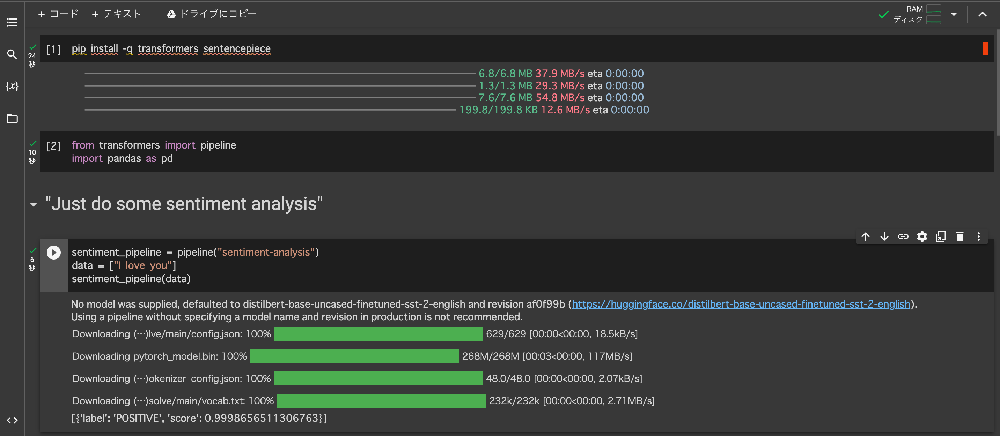 + コード + テキスト ドライブにコピー
RAM
ディスク
24
秒
[1] pip install -q transformers sentencepiece
6.8/6.8 MB 37.9 MB/s eta 0:00:00
1.3/1.3 MB 29.3 MB/s eta 0:00:00
7.6/7.6 MB 54.8 MB/s eta 0:00:00
199.8/199.8 KB 12.6 MB/s eta 0:00:00
10
秒
[2] from transformers import pipeline
import pandas as pd
"Just do some sentiment analysis"
6
秒
sentiment_pipeline = pipeline("sentiment-analysis")
data = ["I love you"]
sentiment_pipeline(data)
No model was supplied, defaulted to distilbert-base-uncased-finetuned-sst-2-english and revision af0f99b (https://huggingface.co/distilbert-base-uncased-finetuned-sst-2-english).
Using a pipeline without specifying a model name and revision in production is not recommended.
Downloading (…)lve/main/config.json: 100% 629/629 [00:00<00:00, 18.5kB/s]
Downloading pytorch_model.bin: 100% 268M/268M [00:03<00:00, 117MB/s]
Downloading (…)okenizer_config.json: 100% 48.0/48.0 [00:00<00:00, 2.07kB/s]
Downloading (…)solve/main/vocab.txt: 100% 232k/232k [00:00<00:00, 2.71MB/s]
[{'label': 'POSITIVE', 'score': 0.9998656511306763}]